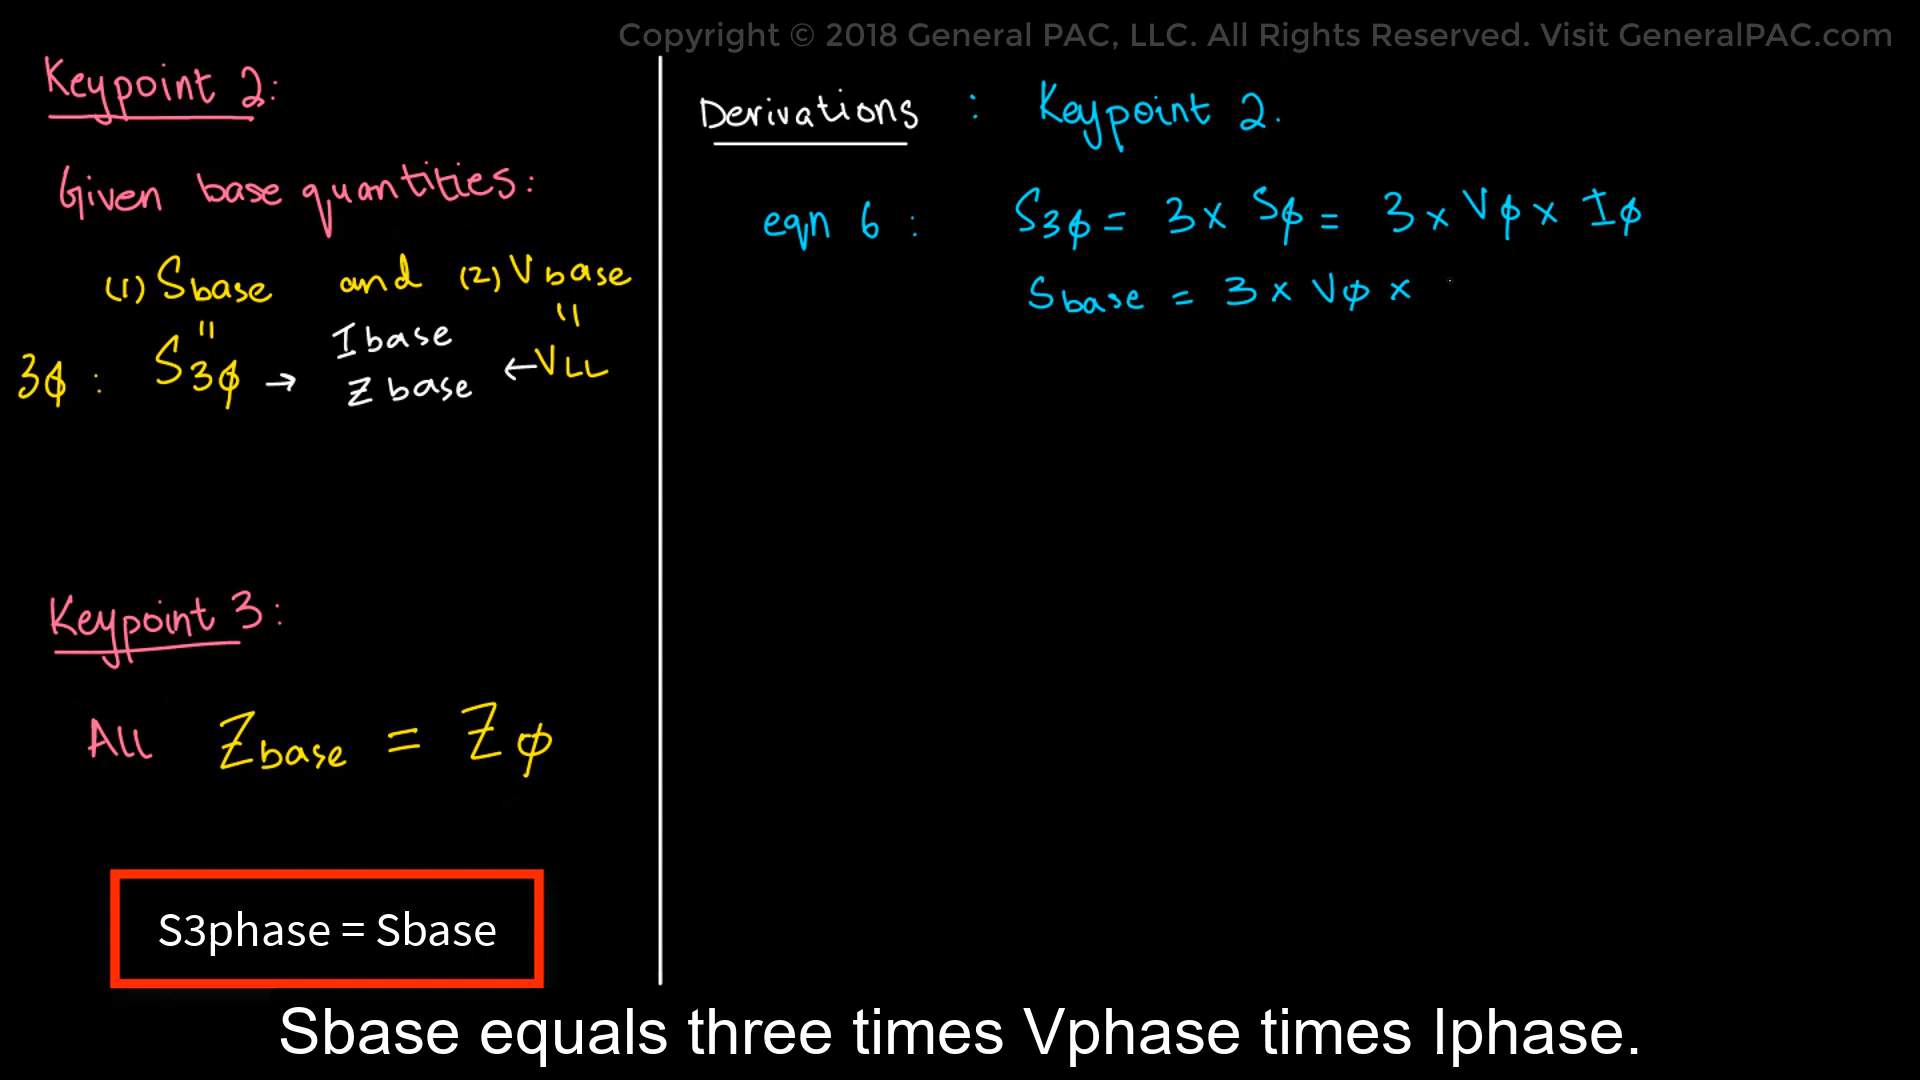 Copyright © 2018 General PAC, LLC. All Rights Reserved. Visit GeneralPAC.com
Keypoint 2:
Given base quantities:
(1) Sbase and (2) Vbase
" Ibase "
3ϕ : S3ϕ → Zbase ← VLL
Keypoint 3:
All Zbase = Zϕ
S3phase = Sbase
Derivations : Keypoint 2.
eqn 6 : S3ϕ = 3 × Sϕ = 3 × Vϕ × Iϕ
Sbase = 3 × Vϕ ×
Sbase equals three times Vphase times Iphase.